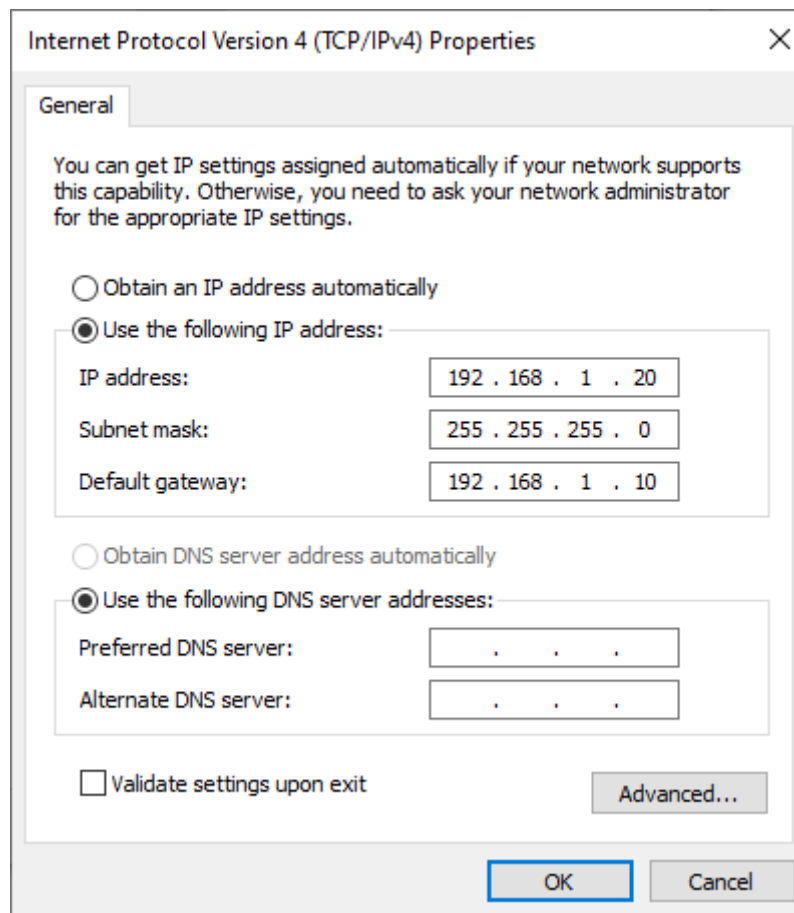 Internet Protocol Version 4 (TCP/IPv4) Properties
General
You can get IP settings assigned automatically if your network supports
this capability. Otherwise, you need to ask your network administrator
for the appropriate IP settings.
Obtain an IP address automatically
Use the following IP address:
IP address: 192 . 168 . 1 . 20
Subnet mask: 255 . 255 . 255 . 0
Default gateway: 192 . 168 . 1 . 10
Obtain DNS server address automatically
Use the following DNS server addresses:
Preferred DNS server: . . .
Alternate DNS server: . . .
Validate settings upon exit
Advanced...
OK Cancel